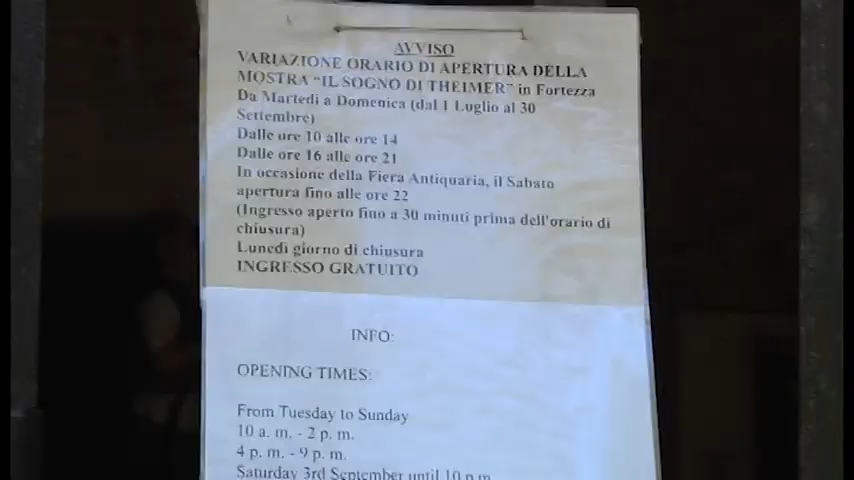 AVVISO
VARIAZIONE ORARIO DI APERTURA DELLA
MOSTRA "IL SOGNO DI THEIMER" in Fortezza
Da Martedì a Domenica (dal 1 Luglio al 30
Settembre)
Dalle ore 10 alle ore 14
Dalle ore 16 alle ore 21
In occasione della Fiera Antiquaria, il Sabato
apertura fino alle ore 22
(Ingresso aperto fino a 30 minuti prima dell'orario di
chiusura)
Lunedì giorno di chiusura
INGRESSO GRATUITO
INFO:
OPENING TIMES:
From Tuesday to Sunday
10 a. m. - 2 p. m.
4 p. m. - 9 p. m.
Saturday 3rd September until 10 p.m